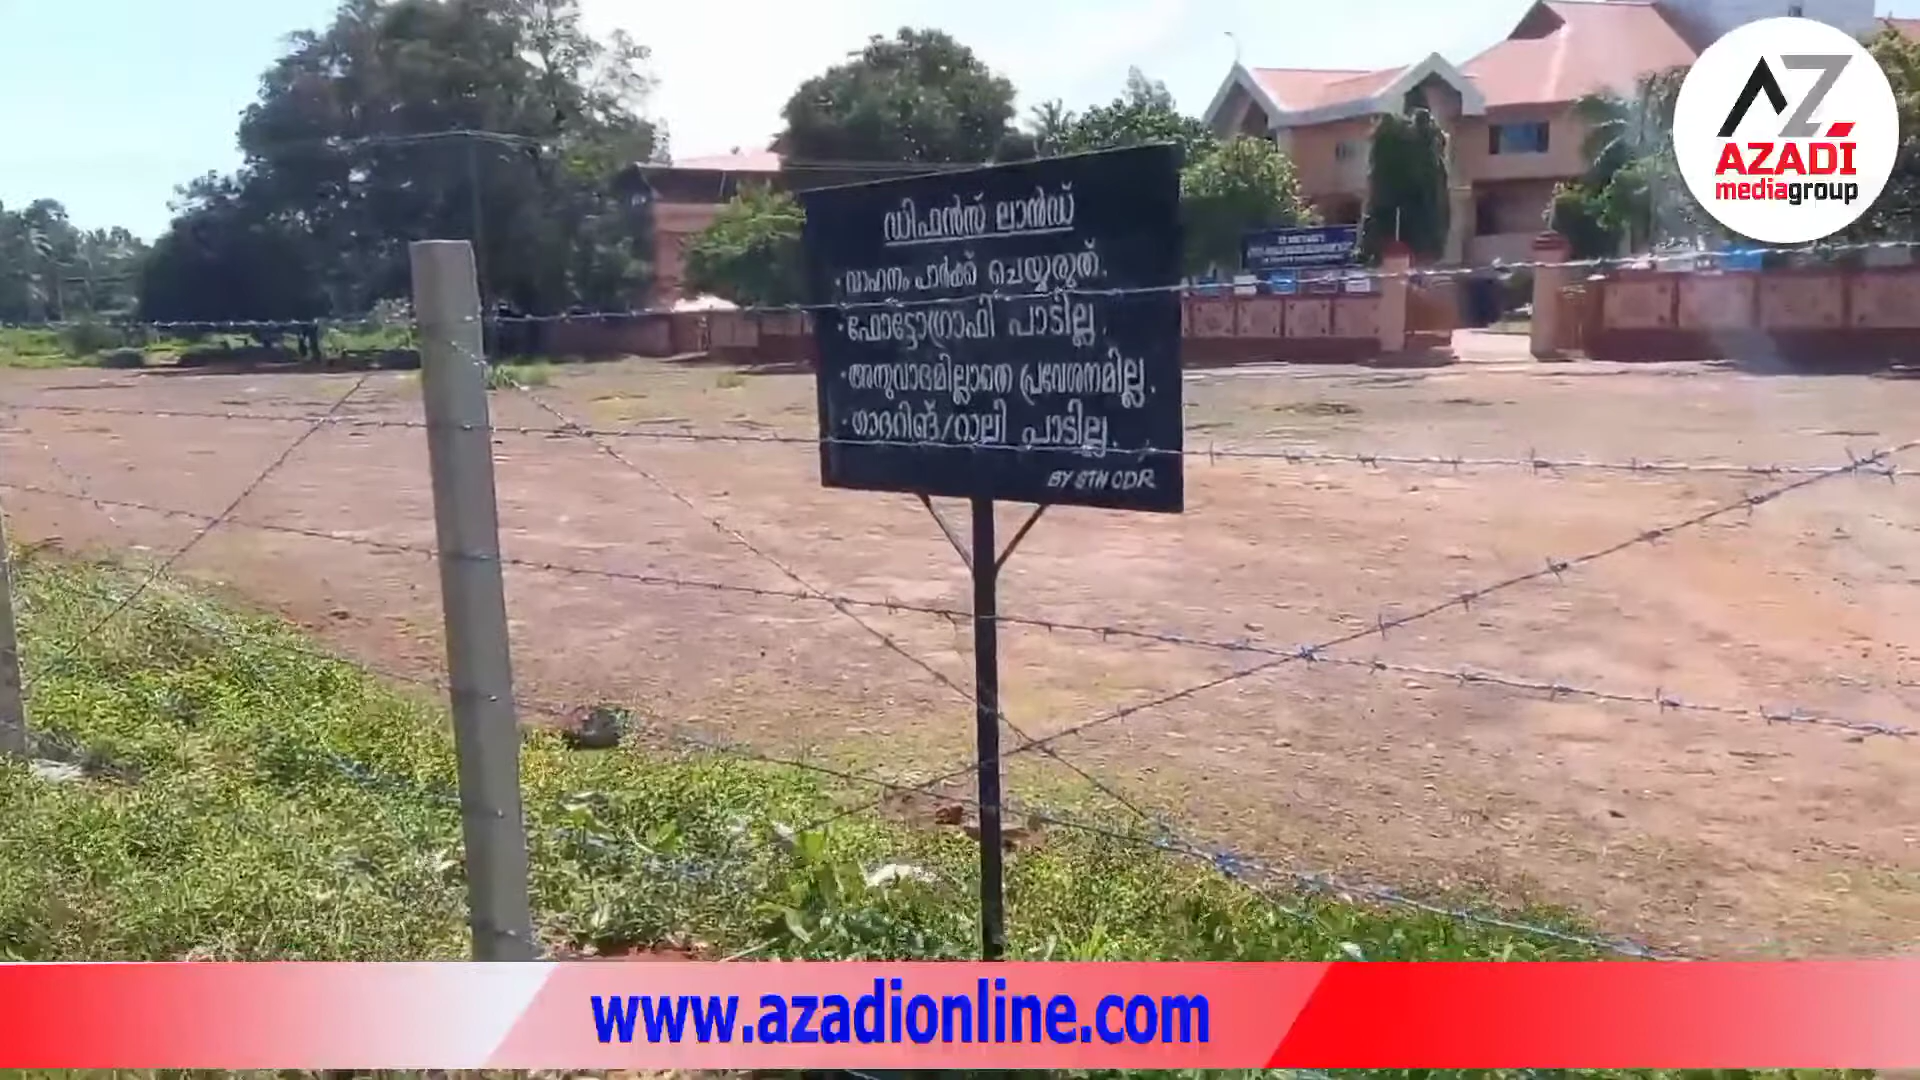 AZ
AZADI
mediagroup
ഡിഫൻസ് ലാൻഡ്
• വാഹനം പാർക്ക് ചെയ്യരുത്.
• ഫോട്ടോഗ്രാഫി പാടില്ല.
• അനുവാദമില്ലാതെ പ്രവേശനമില്ല.
• ഗാദറിങ്/റാലി പാടില്ല.
BY STN CDR
www.azadionline.com